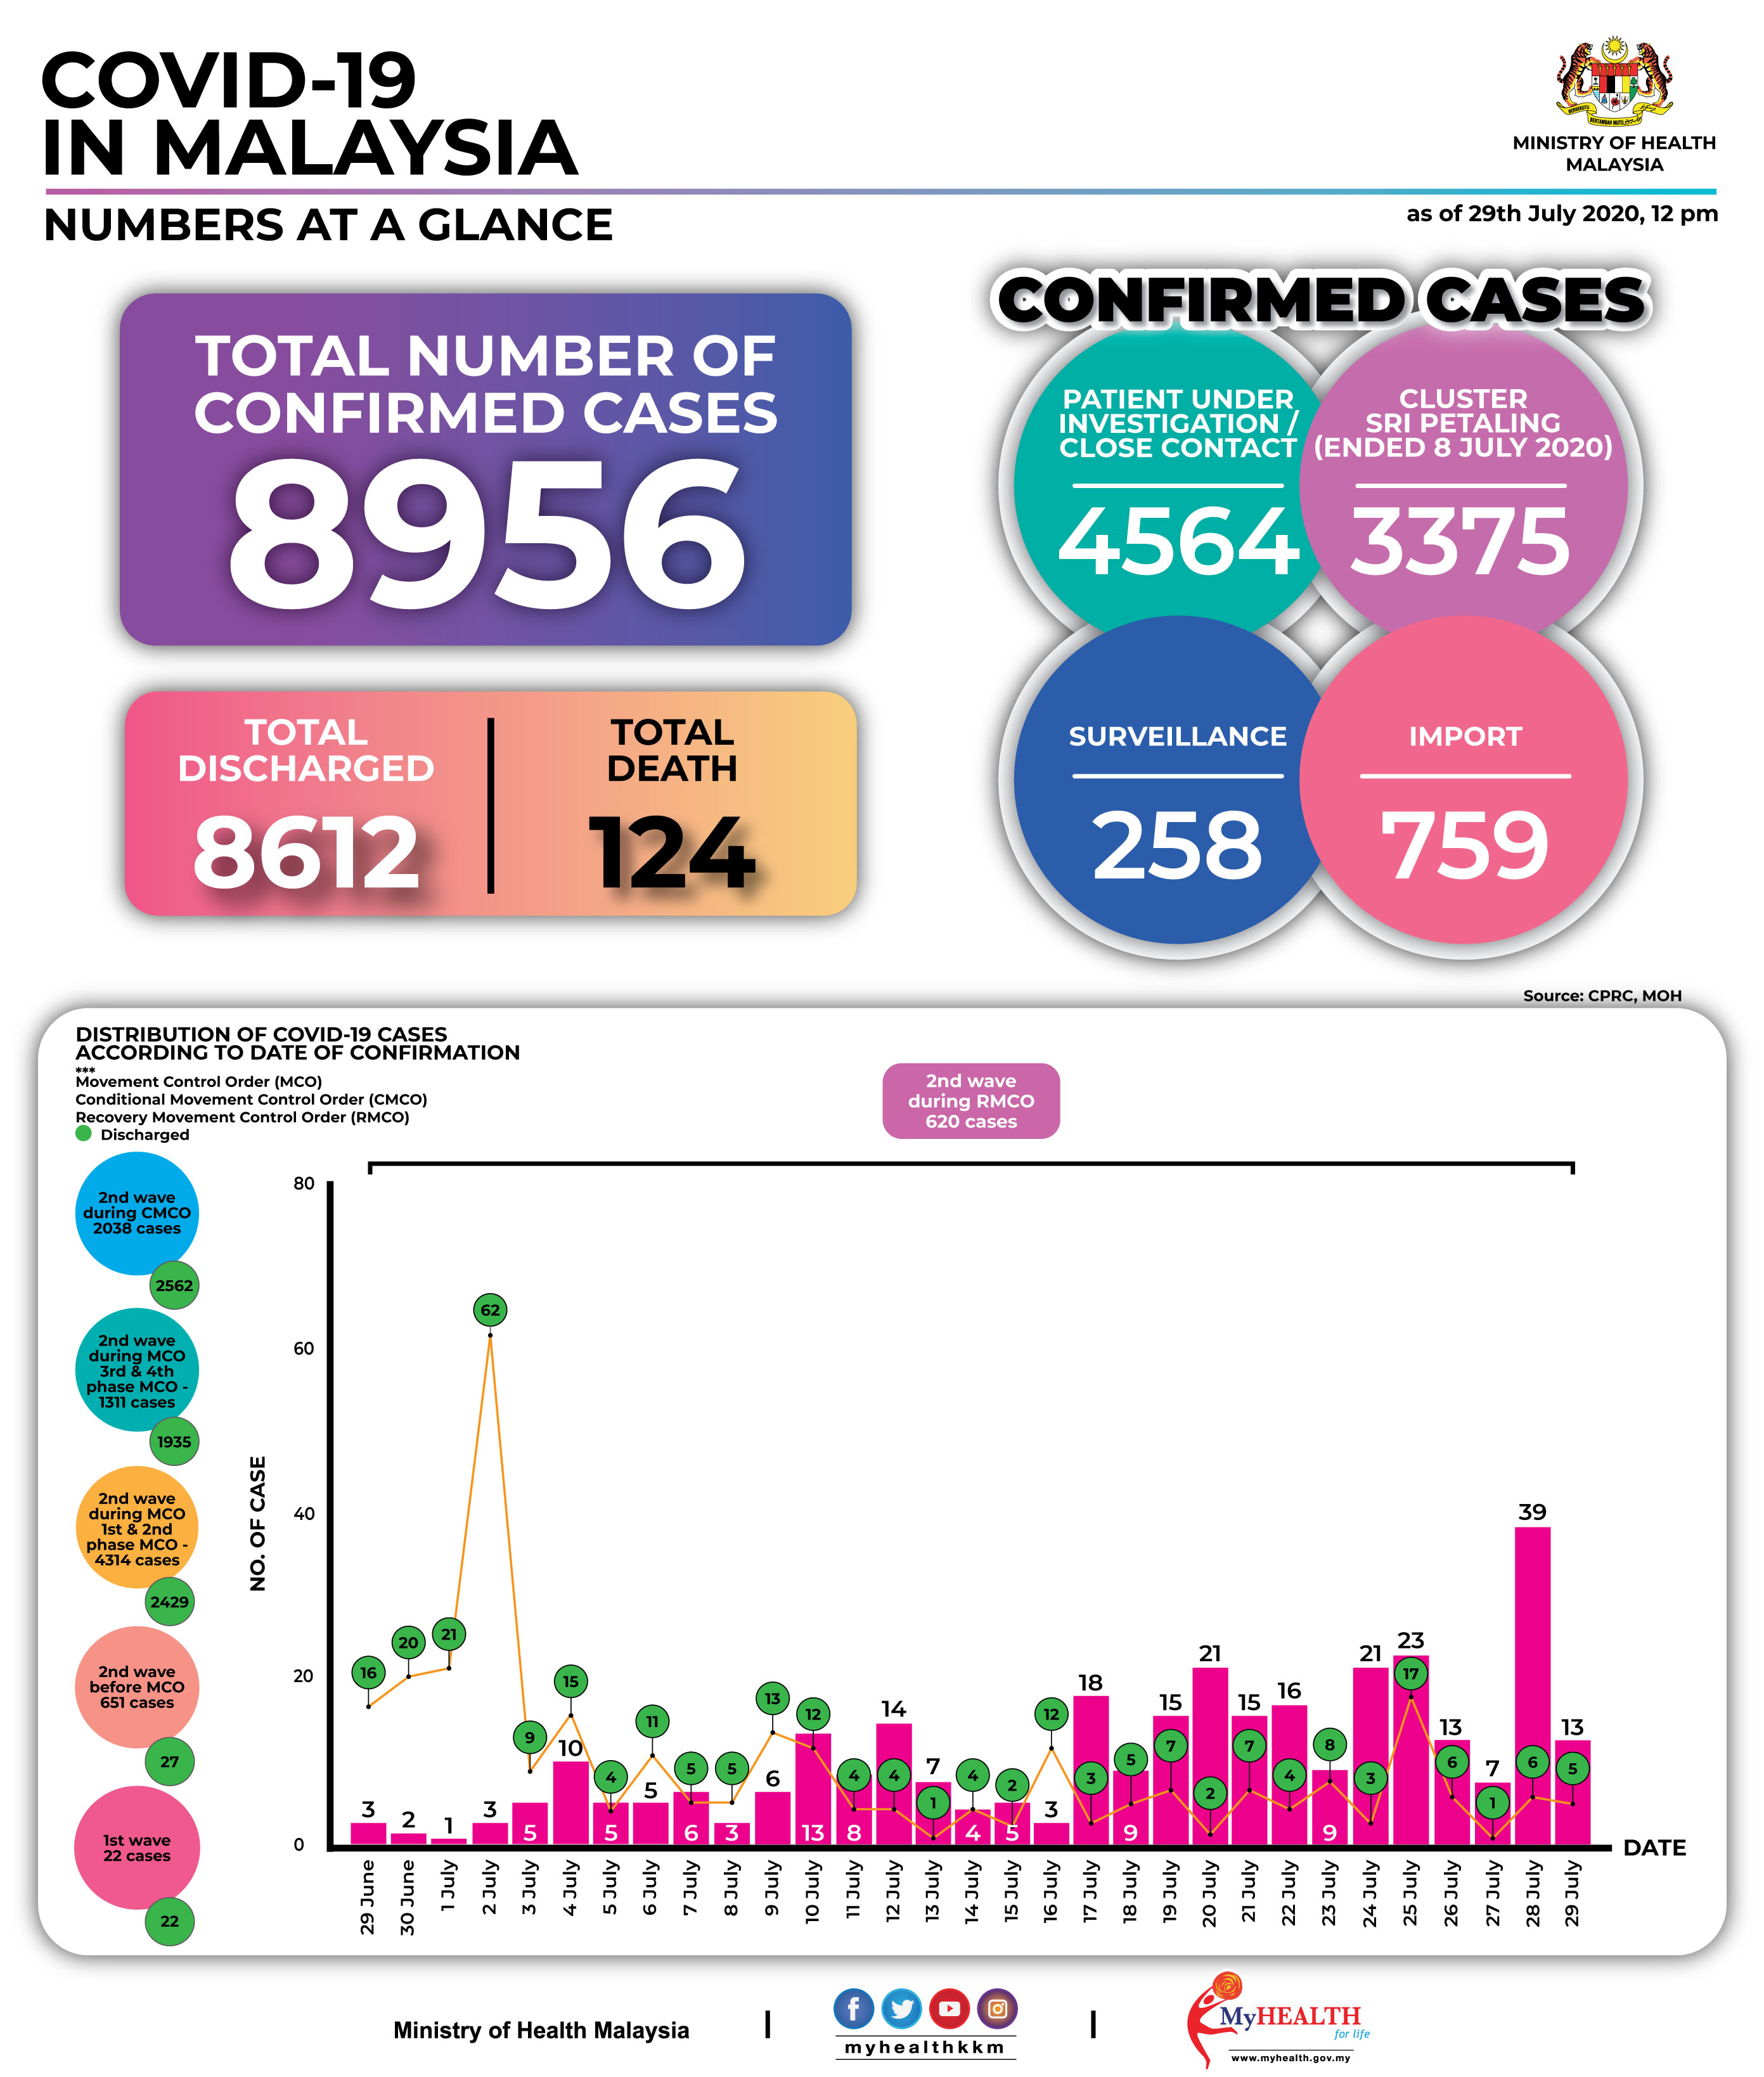 COVID-19
IN MALAYSIA
MINISTRY OF HEALTH
MALAYSIA
NUMBERS AT A GLANCE
as of 29th July 2020, 12 pm
TOTAL NUMBER OF
CONFIRMED CASES
8956
TOTAL
DISCHARGED
8612
TOTAL
DEATH
124
CONFIRMED CASES
PATIENT UNDER
INVESTIGATION /
CLOSE CONTACT
4564
CLUSTER
SRI PETALING
(ENDED 8 JULY 2020)
3375
SURVEILLANCE
258
IMPORT
759
Source: CPRC, MOH
DISTRIBUTION OF COVID-19 CASES
ACCORDING TO DATE OF CONFIRMATION
***
Movement Control Order (MCO)
Conditional Movement Control Order (CMCO)
Recovery Movement Control Order (RMCO)
Discharged
2nd wave
during RMCO
620 cases
2nd wave
during CMCO
2038 cases
2562
2nd wave
during MCO
3rd & 4th
phase MCO -
1311 cases
1935
2nd wave
during MCO
1st & 2nd
phase MCO -
4314 cases
2429
2nd wave
before MCO
651 cases
27
1st wave
22 cases
22
NO. OF CASE
80
60
40
20
0
16 20 21 62 9 15 4 11 5 5 13 12 4 4 1 4 2 12 3 5 7 2 7 4 8 3 17 6 1 6 5
3 2 1 3 5 10 5 5 6 3 6 13 8 14 7 4 5 3 18 9 15 21 15 16 9 21 23 13 7 39 13
29 June
30 June
1 July
2 July
3 July
4 July
5 July
6 July
7 July
8 July
9 July
10 July
11 July
12 July
13 July
14 July
15 July
16 July
17 July
18 July
19 July
20 July
21 July
22 July
23 July
24 July
25 July
26 July
27 July
28 July
29 July
DATE
Ministry of Health Malaysia
myhealthkkm
MyHEALTH
for life
www.myhealth.gov.my